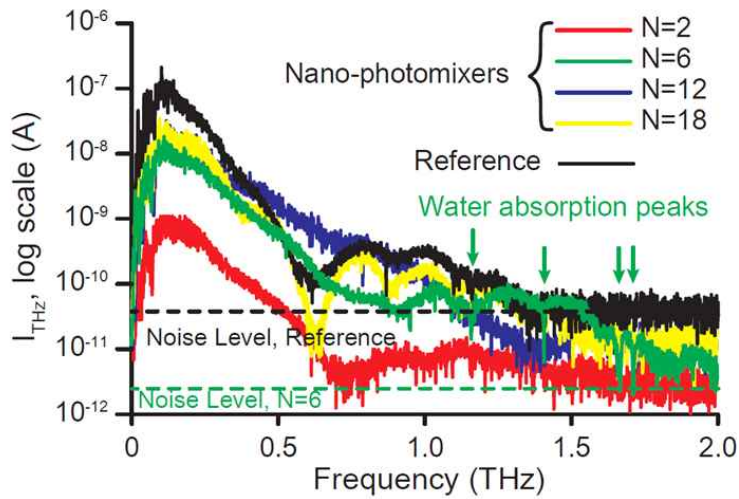 10⁻⁶
10⁻⁷
10⁻⁸
10⁻⁹
10⁻¹⁰
10⁻¹¹
10⁻¹²
I_THz, log scale (A)
N=2
N=6
Nano-photomixers
N=12
N=18
Reference
Water absorption peaks
Noise Level, Reference
Noise Level, N=6
0 0.5 1.0 1.5 2.0
Frequency (THz)